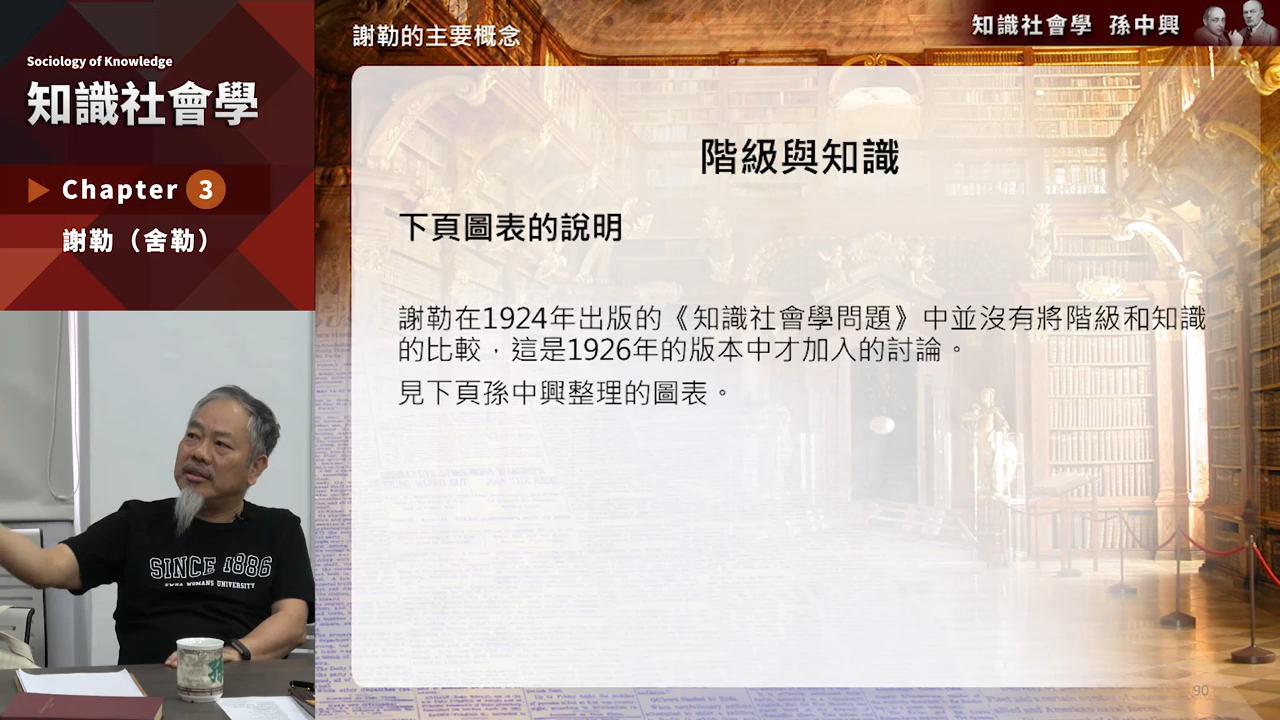 Sociology of Knowledge
知識社會學
Chapter 3
謝勒（舍勒）
謝勒的主要概念
知識社會學 孫中興
階級與知識
下頁圖表的說明
謝勒在1924年出版的《知識社會學問題》中並沒有將階級和知識
的比較，這是1926年的版本中才加入的討論。
見下頁孫中興整理的圖表。
SINCE 1886
EWHA WOMANS UNIVERSITY
90